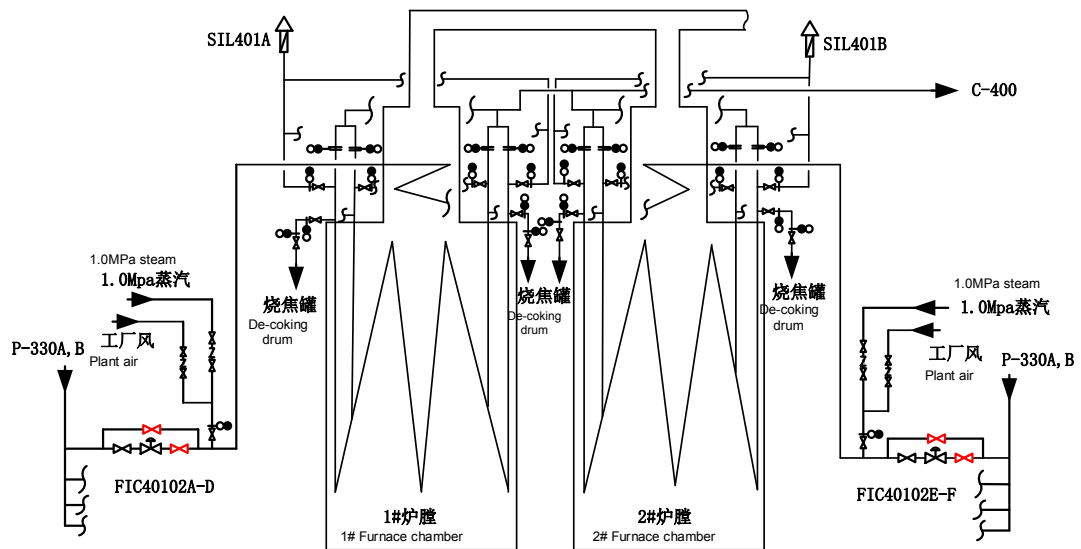 SIL401A
SIL401B
C-400
1.0MPa steam
1.0Mpa蒸汽
工厂风
Plant air
P-330A,B
烧焦罐
De-coking
drum
烧焦罐
De-coking
drum
烧焦罐
De-coking
drum
1.0MPa steam
1.0Mpa蒸汽
工厂风
Plant air
P-330A,B
FIC40102A-D
FIC40102E-F
1#炉膛
1# Furnace chamber
2#炉膛
2# Furnace chamber